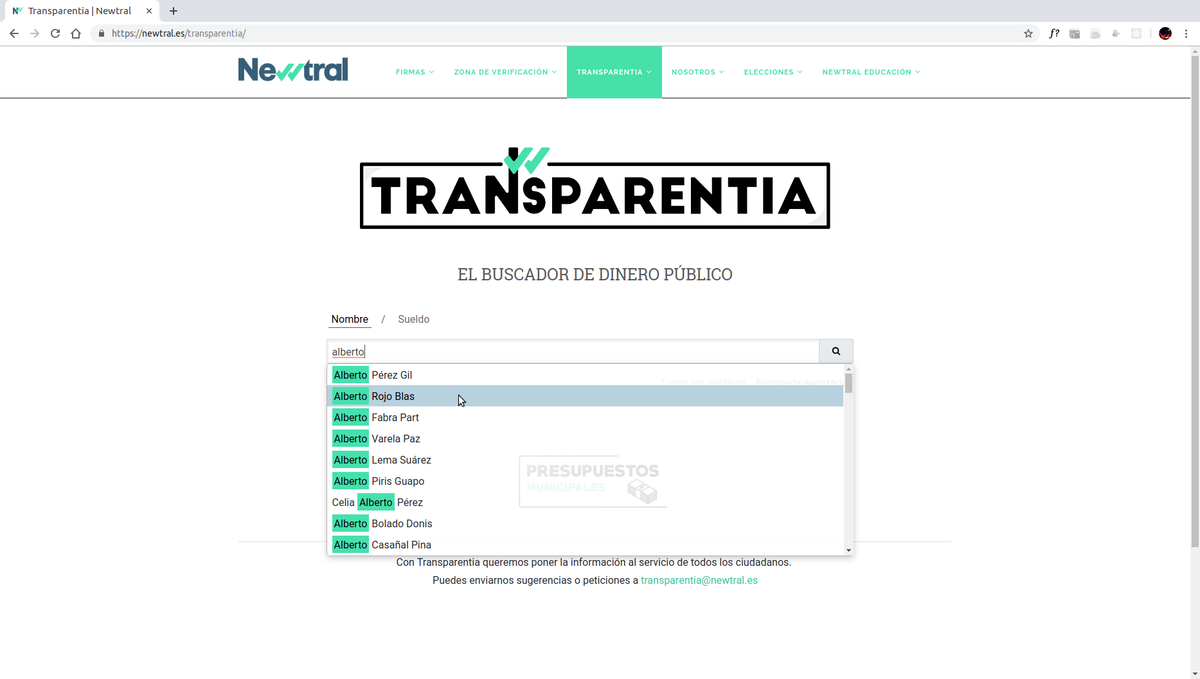 Transparentia | Newtral
https://newtral.es/transparentia/
f?
Newtral
FIRMAS
ZONA DE VERIFICACIÓN
TRANSPARENTIA
NOSOTROS
ELECCIONES
NEWTRAL EDUCACIÓN
TRANSPARENTIA
EL BUSCADOR DE DINERO PÚBLICO
Nombre / Sueldo
alberto
Alberto Pérez Gil
Alberto Rojo Blas
Alberto Fabra Part
Alberto Varela Paz
Alberto Lema Suárez
Alberto Piris Guapo
Celia Alberto Pérez
Alberto Bolado Donis
Alberto Casañal Pina
PRESUPUESTOS
MUNICIPALES
Con Transparentia queremos poner la información al servicio de todos los ciudadanos.
Puedes enviarnos sugerencias o peticiones a transparentia@newtral.es